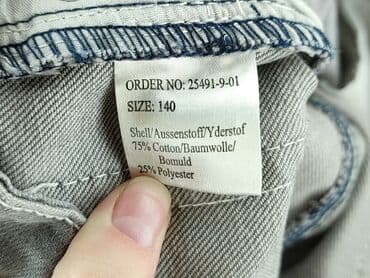 ORDER NO: 25491-9-01
SIZE: 140
Shell/Aussenstoff/Yderstof
75% Cotton/Baumwolle/
Bomuld
25% Polyester